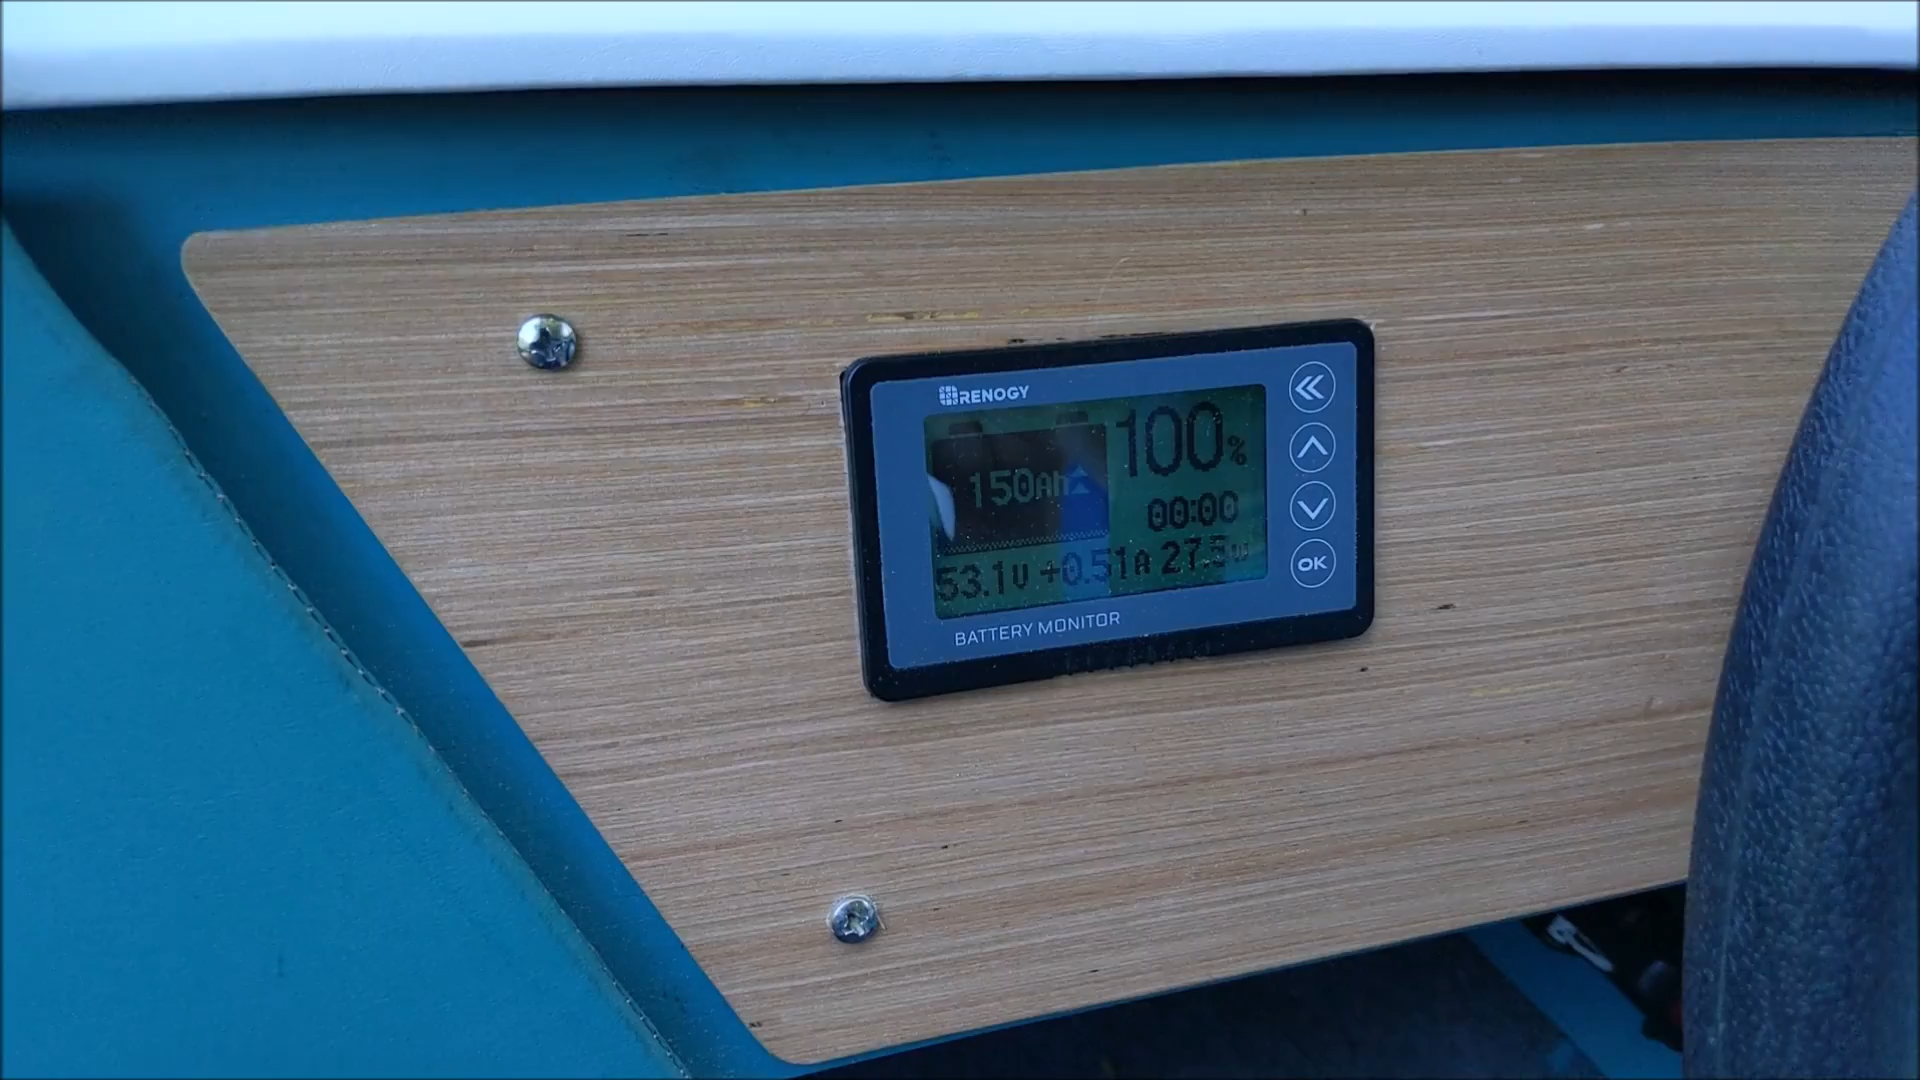 RENOGY
100%
150Ah
00:00
53.1V +0.51A 27.5W
BATTERY MONITOR
OK